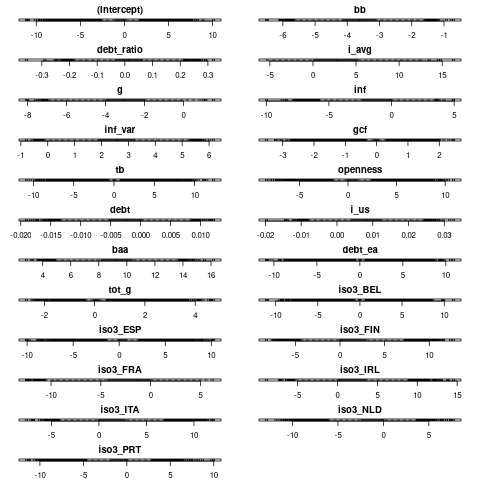 (Intercept) bb
-10 -5 0 5 10 -6 -5 -4 -3 -2 -1
debt_ratio i_avg
-0.3 -0.2 -0.1 0.0 0.1 0.2 0.3 -5 0 5 10 15
g inf
-8 -6 -4 -2 0 -10 -5 0 5
inf_var gcf
-1 0 1 2 3 4 5 6 -3 -2 -1 0 1 2
tb openness
-10 -5 0 5 10 -5 0 5 10
debt i_us
-0.020 -0.015 -0.010 -0.005 0.000 0.005 0.010 -0.02 -0.01 0.00 0.01 0.02 0.03
baa debt_ea
4 6 8 10 12 14 16 -10 -5 0 5 10
tot_g iso3_BEL
-2 0 2 4 -10 -5 0 5 10
iso3_ESP iso3_FIN
-10 -5 0 5 10 -5 0 5 10
iso3_FRA iso3_IRL
-10 -5 0 5 -5 0 5 10 15
iso3_ITA iso3_NLD
-5 0 5 10 -10 -5 0 5
iso3_PRT
-10 -5 0 5 10